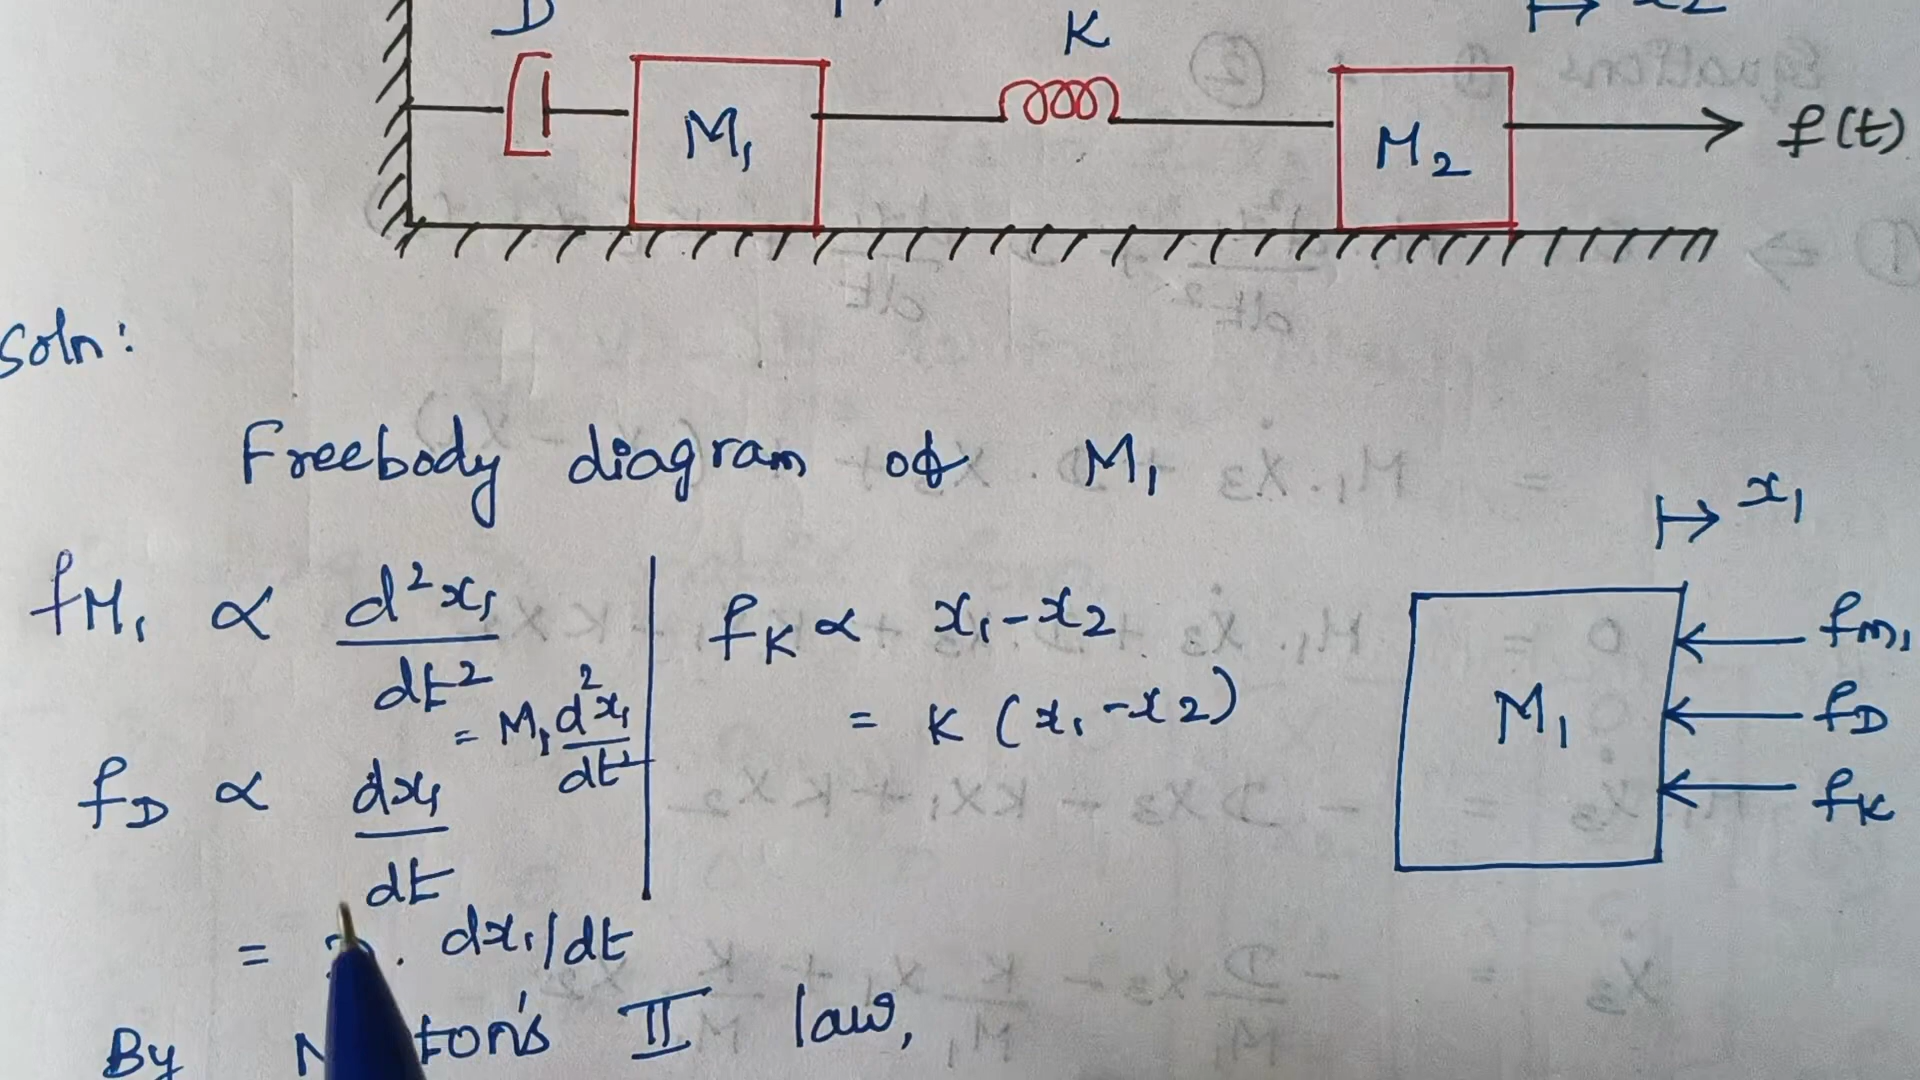 D K x2
M₁ M₂ f(t)
Soln:
Freebody diagram of M₁
x₁
fM₁ ∝ d²x₁/dt² = M₁ d²x₁/dt²
fK ∝ x₁-x2
= K (x₁-x2)
M₁ fm₁
fD
fK
fD ∝ dx₁/dt
= . dx₁/dt
By II law,